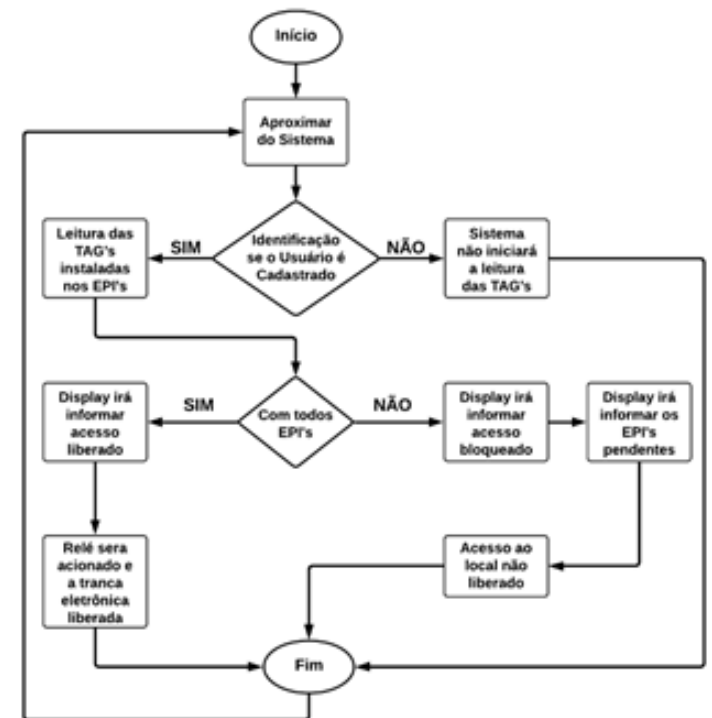 Início
Aproximar
do Sistema
Identificação
se o Usuário é
Cadastrado
SIM
NÃO
Leitura das
TAG's
instaladas
nos EPI's
Sistema
não iniciará
a leitura
das TAG's
Com todos
EPI's
SIM
NÃO
Display irá
informar
acesso
liberado
Display irá
informar
acesso
bloqueado
Display irá
informar os
EPI's
pendentes
Relé sera
acionado e
a tranca
eletrônica
liberada
Acesso ao
local não
liberado
Fim